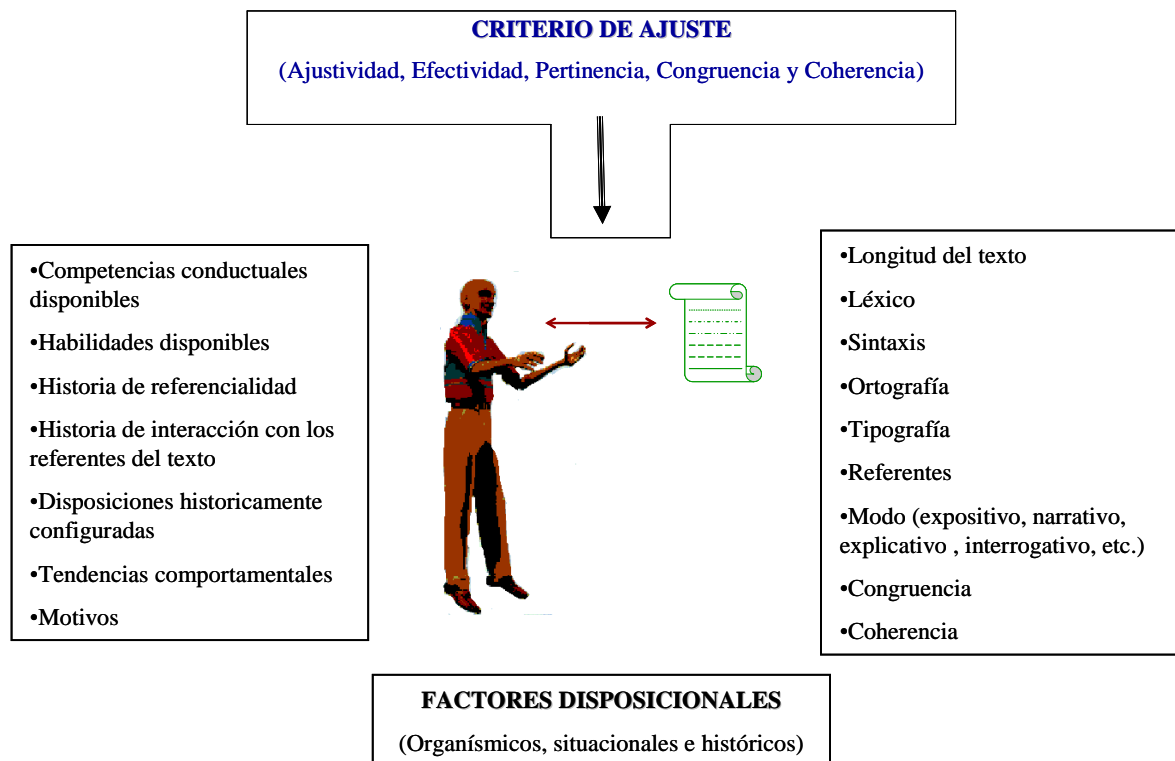 CRITERIO DE AJUSTE
(Ajustividad, Efectividad, Pertinencia, Congruencia y Coherencia)
•Competencias conductuales
disponibles
•Habilidades disponibles
•Historia de referencialidad
•Historia de interacción con los
referentes del texto
•Disposiciones historicamente
configuradas
•Tendencias comportamentales
•Motivos
•Longitud del texto
•Léxico
•Sintaxis
•Ortografía
•Tipografía
•Referentes
•Modo (expositivo, narrativo,
explicativo , interrogativo, etc.)
•Congruencia
•Coherencia
FACTORES DISPOSICIONALES
(Organísmicos, situacionales e históricos)